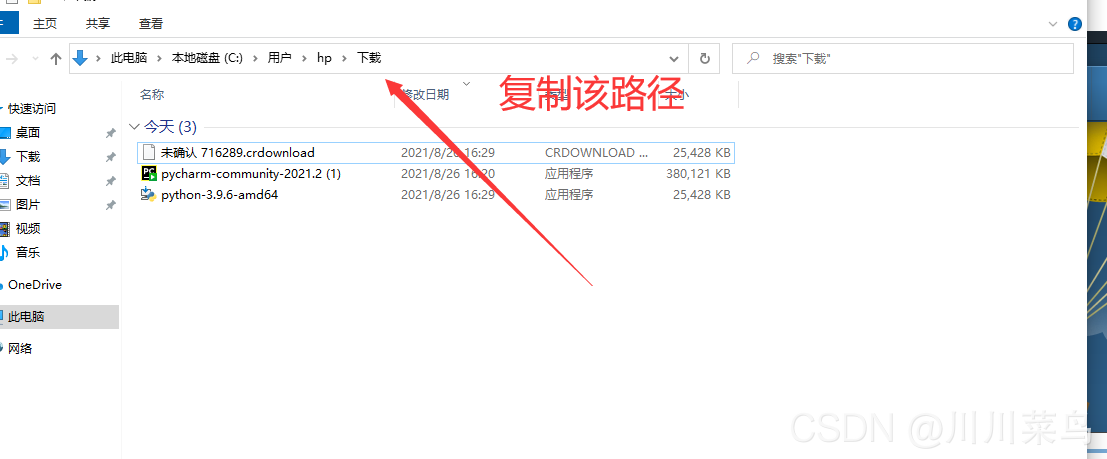 主页 共享 查看
此电脑 本地磁盘 (C:) 用户 hp 下载
搜索"下载"
复制该路径
名称 修改日期 类型 大小
今天 (3)
未确认 716289.crdownload 2021/8/26 16:29 CRDOWNLOAD ... 25,428 KB
pycharm-community-2021.2 (1) 2021/8/26 16:20 应用程序 380,121 KB
python-3.9.6-amd64 2021/8/26 16:29 应用程序 25,428 KB
快速访问
桌面
下载
文档
图片
视频
音乐
OneDrive
此电脑
网络
CSDN @川川菜鸟